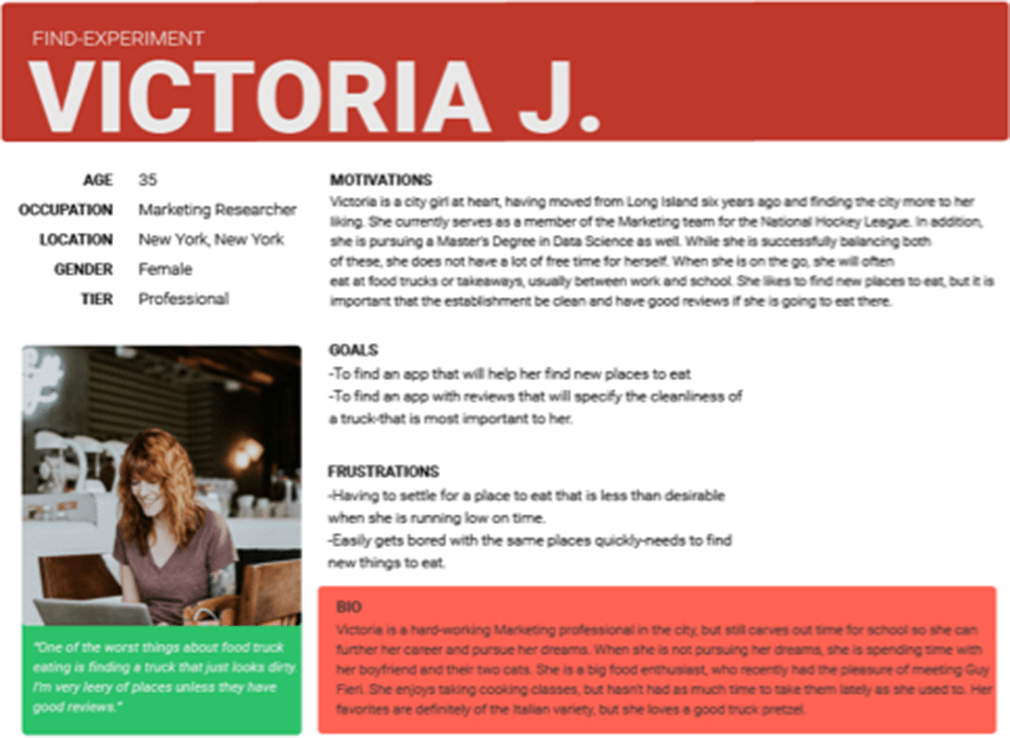 FIND-EXPERIMENT
VICTORIA J.
AGE 35
OCCUPATION Marketing Researcher
LOCATION New York, New York
GENDER Female
TIER Professional
MOTIVATIONS
Victoria is a city girl at heart, having moved from Long Island six years ago and finding the city more to her
liking. She currently serves as a member of the Marketing team for the National Hockey League. In addition,
she is pursuing a Master's Degree in Data Science as well. While she is successfully balancing both
of these, she does not have a lot of free time for herself. When she is on the go, she will often
eat at food trucks or takeaways, usually between work and school. She likes to find new places to eat, but it is
important that the establishment be clean and have good reviews if she is going to eat there.
GOALS
-To find an app that will help her find new places to eat
-To find an app with reviews that will specify the cleanliness of
a truck-that is most important to her.
FRUSTRATIONS
-Having to settle for a place to eat that is less than desirable
when she is running low on time.
-Easily gets bored with the same places quickly-needs to find
new things to eat.
"One of the worst things about food truck
eating is finding a truck that just looks dirty.
I'm very leery of places unless they have
good reviews."
BIO
Victoria is a hard-working Marketing professional in the city, but still carves out time for school so she can
further her career and pursue her dreams. When she is not pursuing her dreams, she is spending time with
her boyfriend and their two cats. She is a big food enthusiast, who recently had the pleasure of meeting Guy
Fieri. She enjoys taking cooking classes, but hasn't had as much time to take them lately as she used to. Her
favorites are definitely of the Italian variety, but she loves a good truck pretzel.